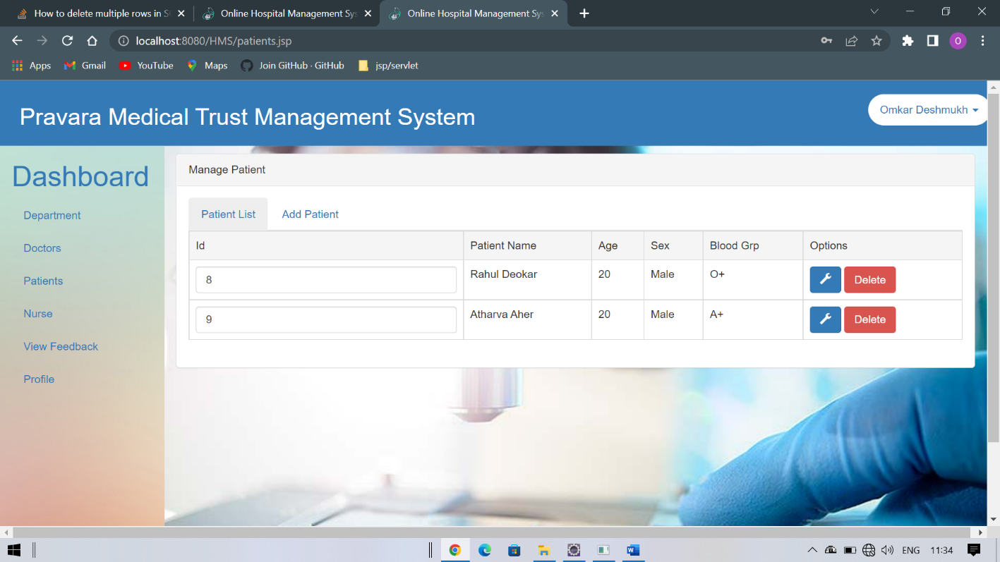 How to delete multiple rows in S
Online Hospital Management Sys
Online Hospital Management Sys
localhost:8080/HMS/patients.jsp
O
Apps Gmail YouTube Maps Join GitHub · GitHub jsp/servlet
Pravara Medical Trust Management System
Omkar Deshmukh
Dashboard
Department
Doctors
Patients
Nurse
View Feedback
Profile
Manage Patient
Patient List Add Patient
Id Patient Name Age Sex Blood Grp Options
8 Rahul Deokar 20 Male O+ Delete
9 Atharva Aher 20 Male A+ Delete
ENG 11:34